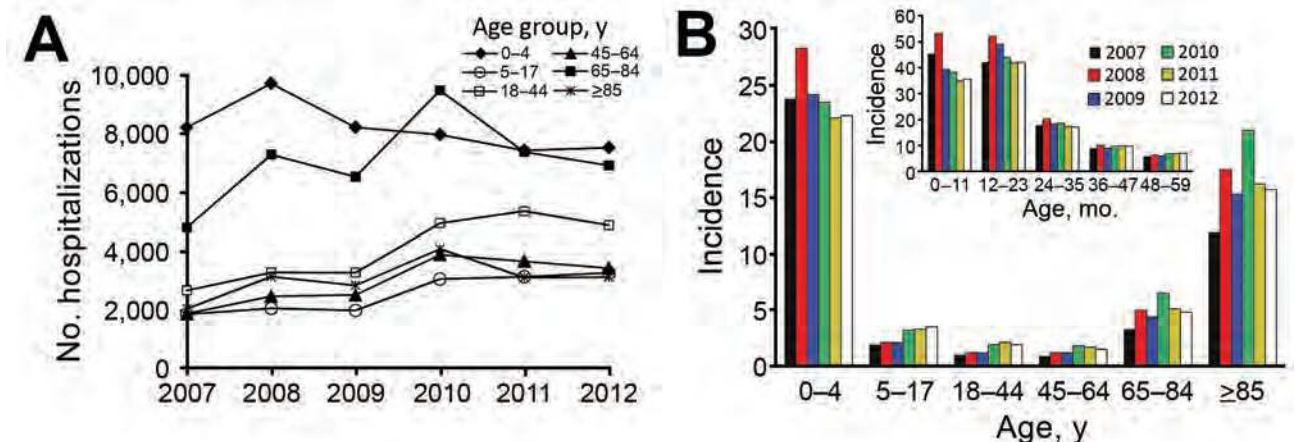 A
Age group, y
0–4
5–17
18–44
45–64
65–84
≥85
No. hospitalizations
10,000
8,000
6,000
4,000
2,000
0
2007 2008 2009 2010 2011 2012
B
Incidence
30
25
20
15
10
5
0
0–4 5–17 18–44 45–64 65–84 ≥85
Age, y
Incidence
60
50
40
30
20
10
0
0–11 12–23 24–35 36–47 48–59
Age, mo.
2007
2008
2009
2010
2011
2012